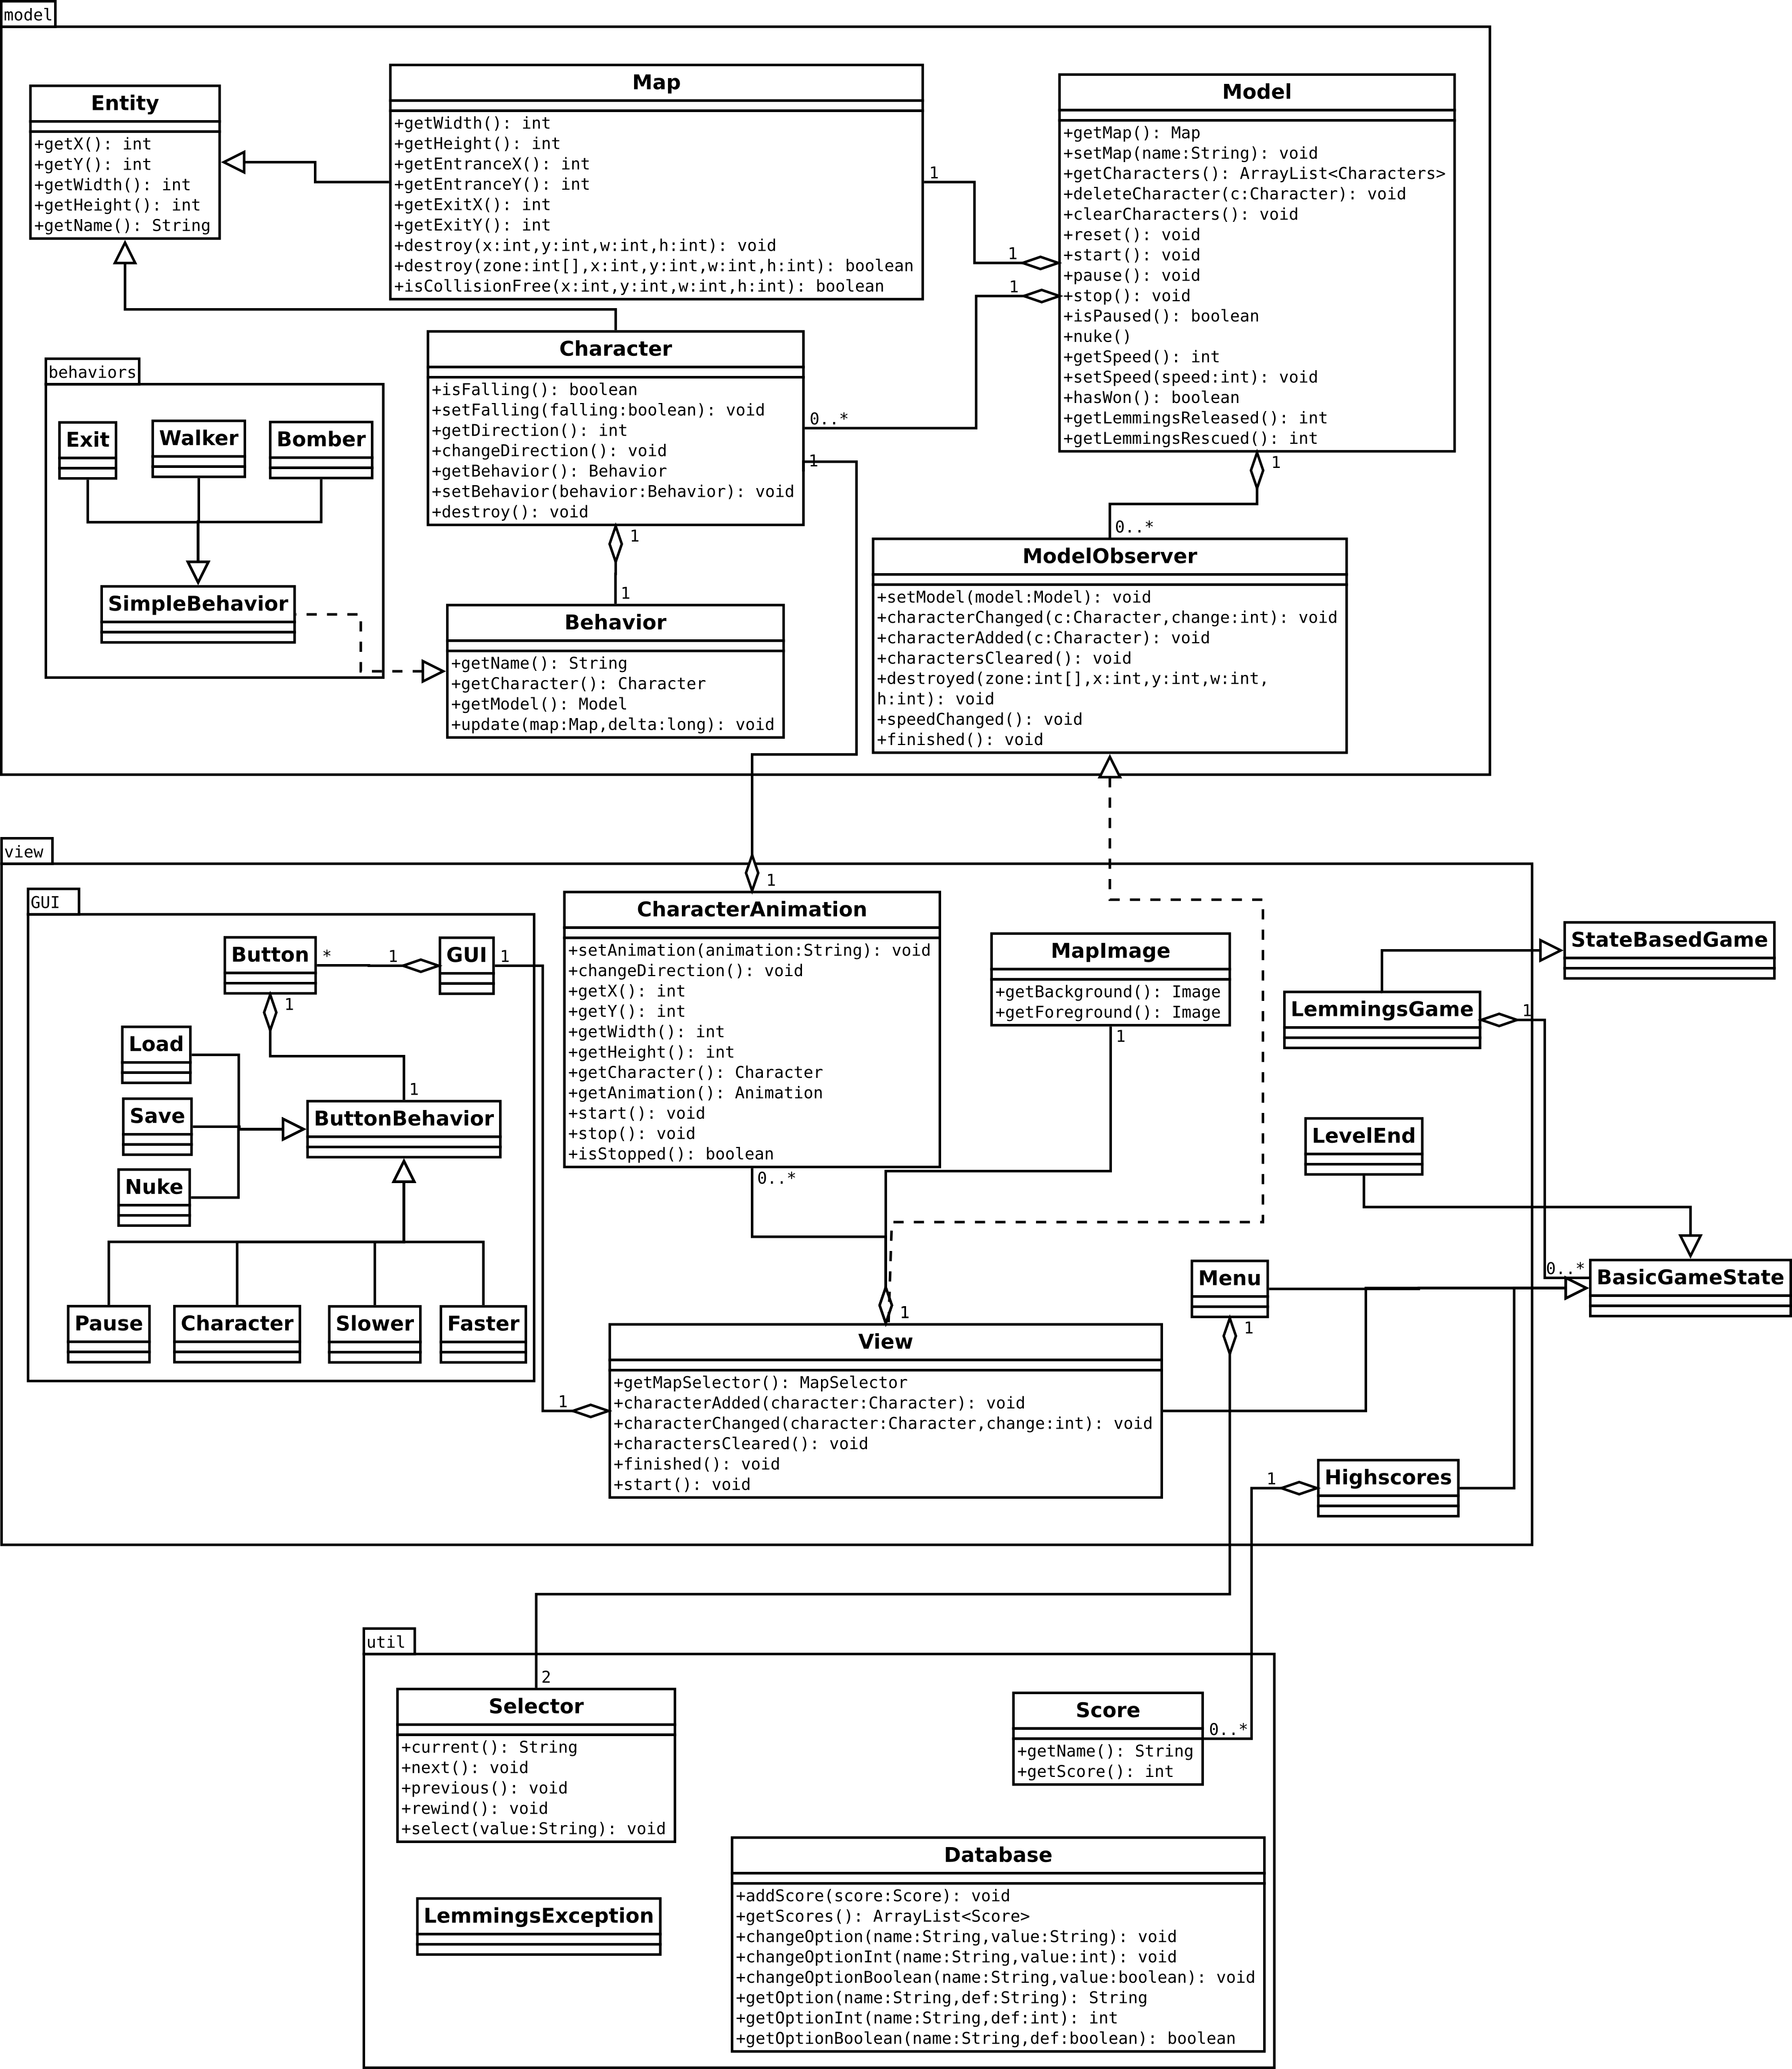 model
Entity
+getX(): int
+getY(): int
+getWidth(): int
+getHeight(): int
+getName(): String
Map
+getWidth(): int
+getHeight(): int
+getEntranceX(): int
+getEntranceY(): int
+getExitX(): int
+getExitY(): int
+destroy(x:int,y:int,w:int,h:int): void
+destroy(zone:int[],x:int,y:int,w:int,h:int): boolean
+isCollisionFree(x:int,y:int,w:int,h:int): boolean
1
1
1
Model
+getMap(): Map
+setMap(name:String): void
+getCharacters(): ArrayList<Characters>
+deleteCharacter(c:Character): void
+clearCharacters(): void
+reset(): void
+start(): void
+pause(): void
+stop(): void
+isPaused(): boolean
+nuke()
+getSpeed(): int
+setSpeed(speed:int): void
+hasWon(): boolean
+getLemmingsReleased(): int
+getLemmingsRescued(): int
1
0..*
behaviors
Exit
Walker
Bomber
SimpleBehavior
Character
+isFalling(): boolean
+setFalling(falling:boolean): void
+getDirection(): int
+changeDirection(): void
+getBehavior(): Behavior
+setBehavior(behavior:Behavior): void
+destroy(): void
0..*
1
1
1
Behavior
+getName(): String
+getCharacter(): Character
+getModel(): Model
+update(map:Map,delta:long): void
ModelObserver
+setModel(model:Model): void
+characterChanged(c:Character,change:int): void
+characterAdded(c:Character): void
+charactersCleared(): void
+destroyed(zone:int[],x:int,y:int,w:int,
h:int): void
+speedChanged(): void
+finished(): void
view
GUI
Button
*
1
GUI
1
1
Load
Save
Nuke
1
ButtonBehavior
Pause
Character
Slower
Faster
1
CharacterAnimation
+setAnimation(animation:String): void
+changeDirection(): void
+getX(): int
+getY(): int
+getWidth(): int
+getHeight(): int
+getCharacter(): Character
+getAnimation(): Animation
+start(): void
+stop(): void
+isStopped(): boolean
0..*
MapImage
+getBackground(): Image
+getForeground(): Image
1
StateBasedGame
LemmingsGame
1
LevelEnd
0..*
BasicGameState
Menu
1
1
1
View
+getMapSelector(): MapSelector
+characterAdded(character:Character): void
+characterChanged(character:Character,change:int): void
+charactersCleared(): void
+finished(): void
+start(): void
1
Highscores
util
2
Selector
+current(): String
+next(): void
+previous(): void
+rewind(): void
+select(value:String): void
Score
+getName(): String
+getScore(): int
0..*
LemmingsException
Database
+addScore(score:Score): void
+getScores(): ArrayList<Score>
+changeOption(name:String,value:String): void
+changeOptionInt(name:String,value:int): void
+changeOptionBoolean(name:String,value:boolean): void
+getOption(name:String,def:String): String
+getOptionInt(name:String,def:int): int
+getOptionBoolean(name:String,def:boolean): boolean